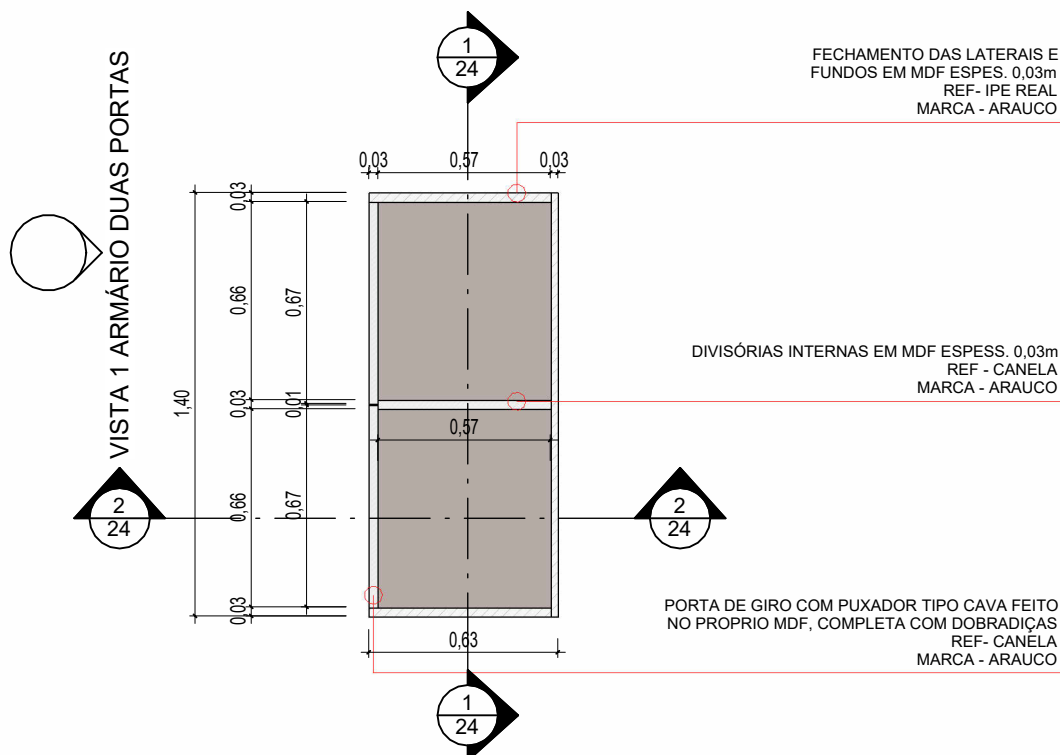 1
24
FECHAMENTO DAS LATERAIS E
FUNDOS EM MDF ESPES. 0,03m
REF- IPE REAL
MARCA - ARAUCO
VISTA 1 ARMÁRIO DUAS PORTAS
0,03 0,57 0,03
0,03
0,66
0,67
DIVISÓRIAS INTERNAS EM MDF ESPESS. 0,03m
REF - CANELA
MARCA - ARAUCO
1,40
0,03
0,01
0,57
0,66
0,67
2
24
2
24
0,03
PORTA DE GIRO COM PUXADOR TIPO CAVA FEITO
NO PROPRIO MDF, COMPLETA COM DOBRADIÇAS
REF- CANELA
MARCA - ARAUCO
0,63
1
24